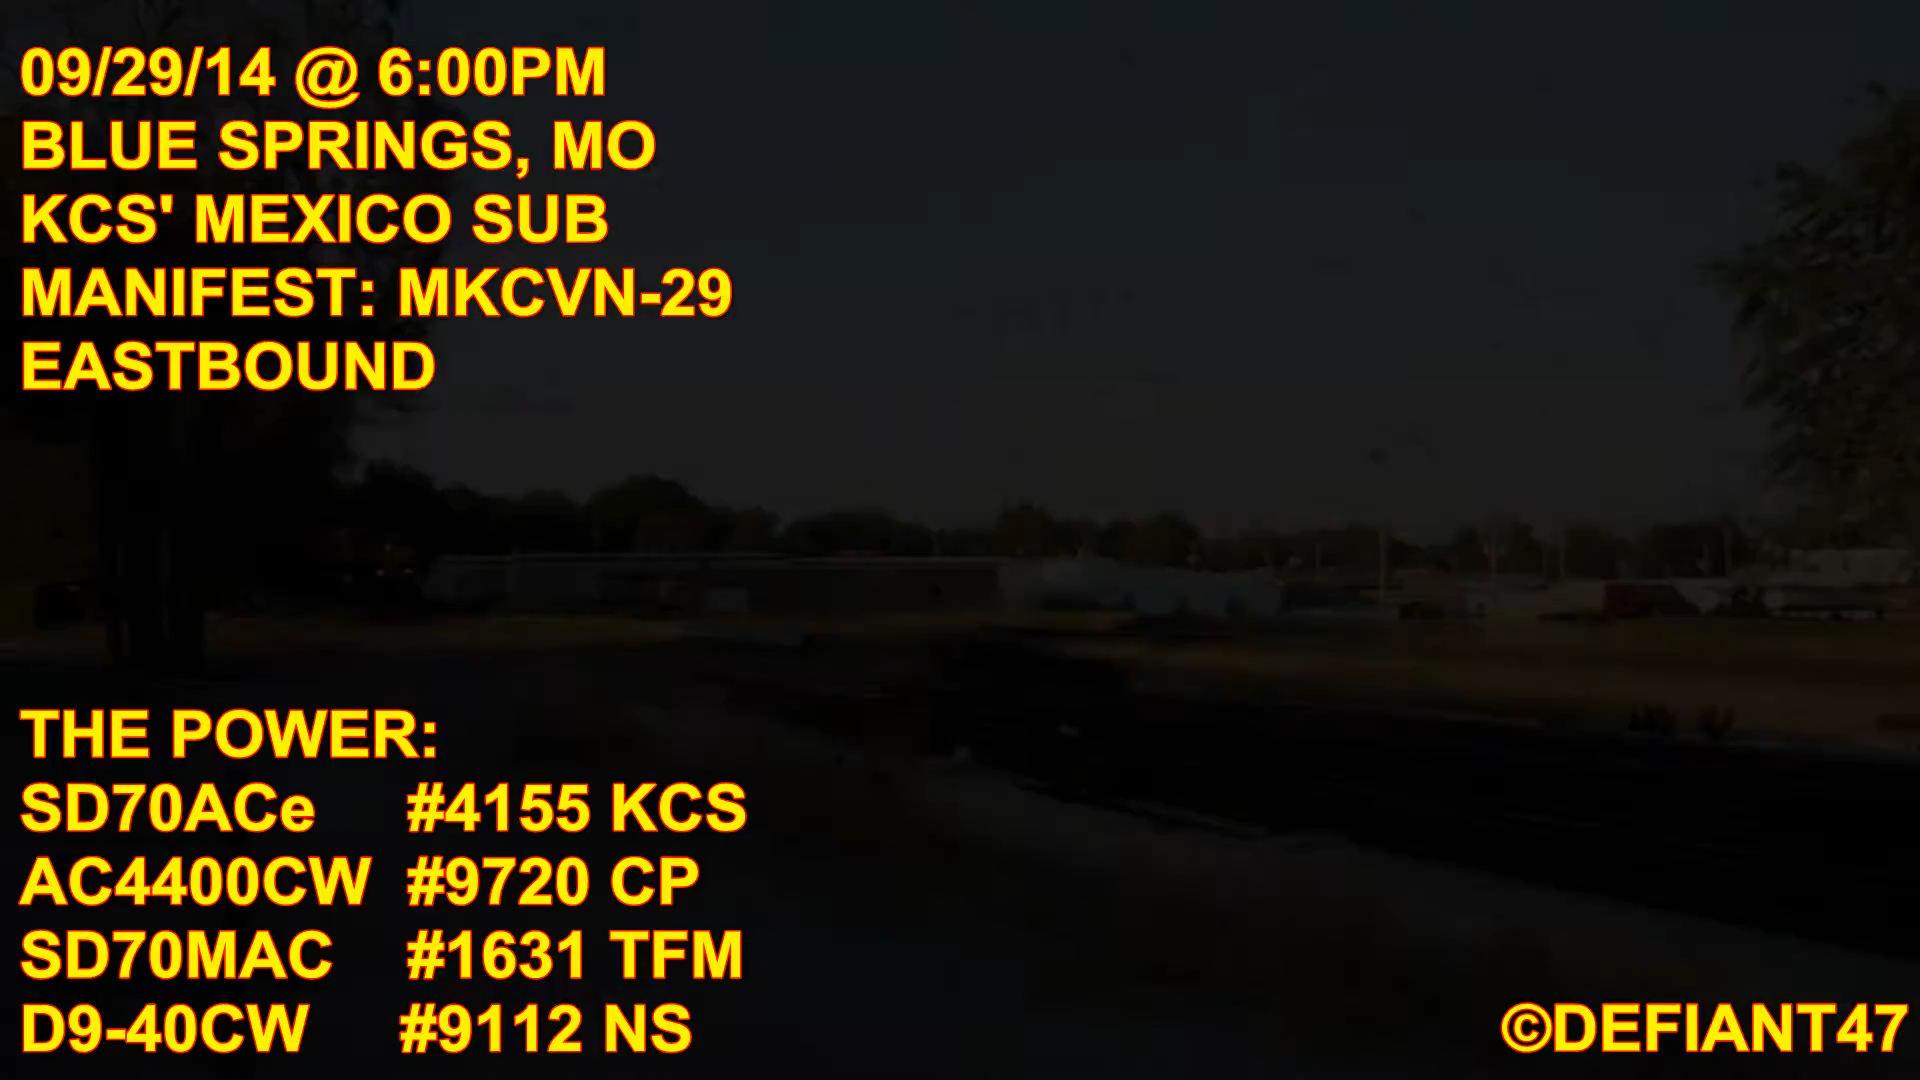 09/29/14 @ 6:00PM
BLUE SPRINGS, MO
KCS' MEXICO SUB
MANIFEST: MKCVN-29
EASTBOUND
THE POWER:
SD70ACe #4155 KCS
AC4400CW #9720 CP
SD70MAC #1631 TFM
D9-40CW #9112 NS
©DEFIANT47